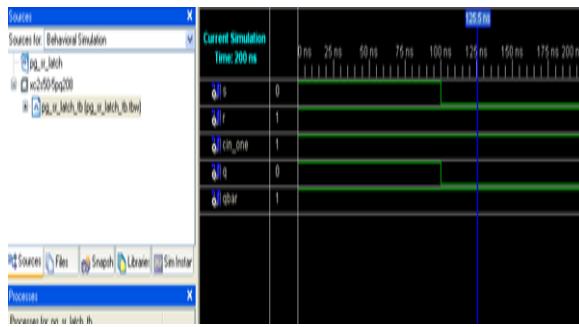 Sources X
Sources for: Behavioral Simulation
pg_sr_latch
xc2s50-5pq208
pg_sr_latch_tb (pg_sr_latch_tb.tbw)
Sources Files Snapsh Libraries Sim Instar
Processes X
Processes for: pg_sr_latch_tb
125.5 ns
Current Simulation
Time: 200 ns
0 ns 25 ns 50 ns 75 ns 100 ns 125 ns 150 ns 175 ns 200 n
s 0
r 1
cin_one 1
q 0
qbar 1